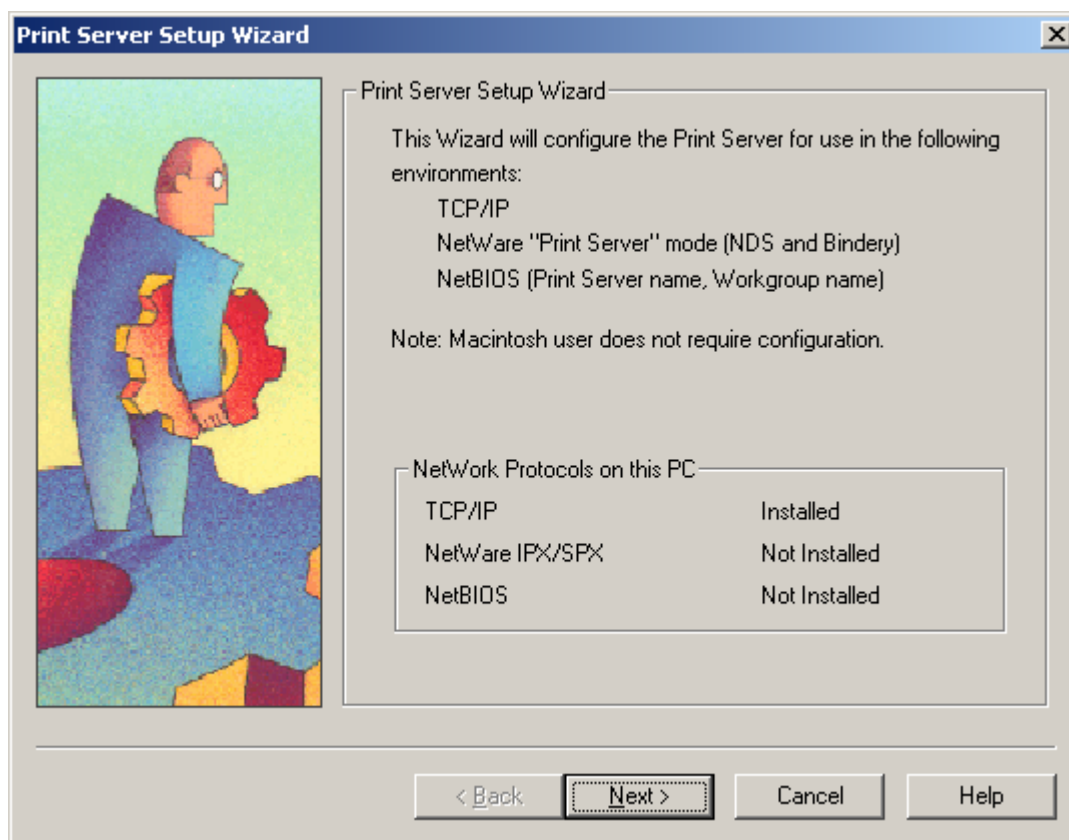 Print Server Setup Wizard
Print Server Setup Wizard
This Wizard will configure the Print Server for use in the following
environments:
TCP/IP
NetWare "Print Server" mode (NDS and Bindery)
NetBIOS (Print Server name, Workgroup name)
Note: Macintosh user does not require configuration.
NetWork Protocols on this PC
TCP/IP Installed
NetWare IPX/SPX Not Installed
NetBIOS Not Installed
< Back Next > Cancel Help